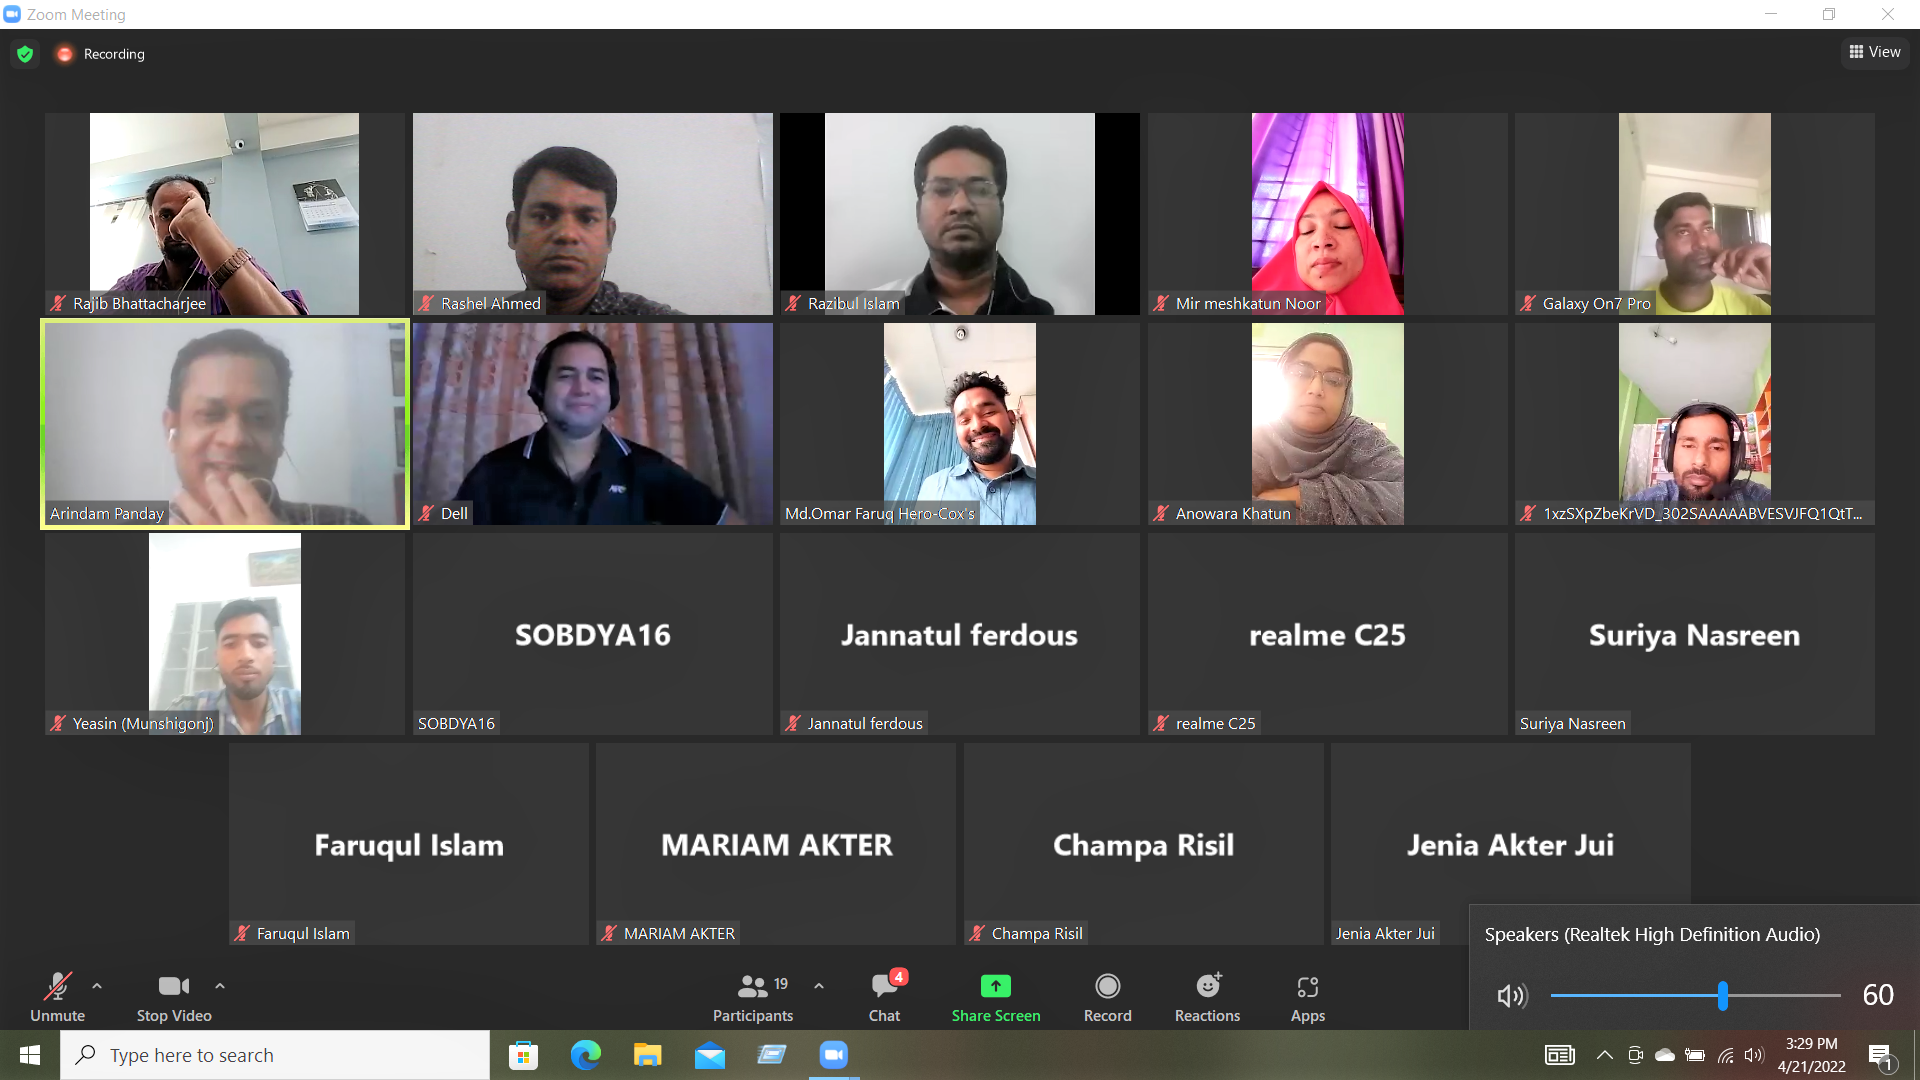 Zoom Meeting
Recording
View
Rajib Bhattacharjee
Rashel Ahmed
Razibul Islam
Mir meshkatun Noor
Galaxy On7 Pro
Arindam Panday
Dell
Md.Omar Faruq Hero-Cox's
Anowara Khatun
1xzSXpZbeKrVD_302SAAAAABVESVJFQ1QtT...
Yeasin (Munshigonj)
SOBDYA16
SOBDYA16
Jannatul ferdous
Jannatul ferdous
realme C25
realme C25
Suriya Nasreen
Suriya Nasreen
Faruqul Islam
Faruqul Islam
MARIAM AKTER
MARIAM AKTER
Champa Risil
Champa Risil
Jenia Akter Jui
Jenia Akter Jui
Speakers (Realtek High Definition Audio)
60
Unmute
Stop Video
19
Participants
4
Chat
Share Screen
Record
Reactions
Apps
Type here to search
3:29 PM
4/21/2022
1